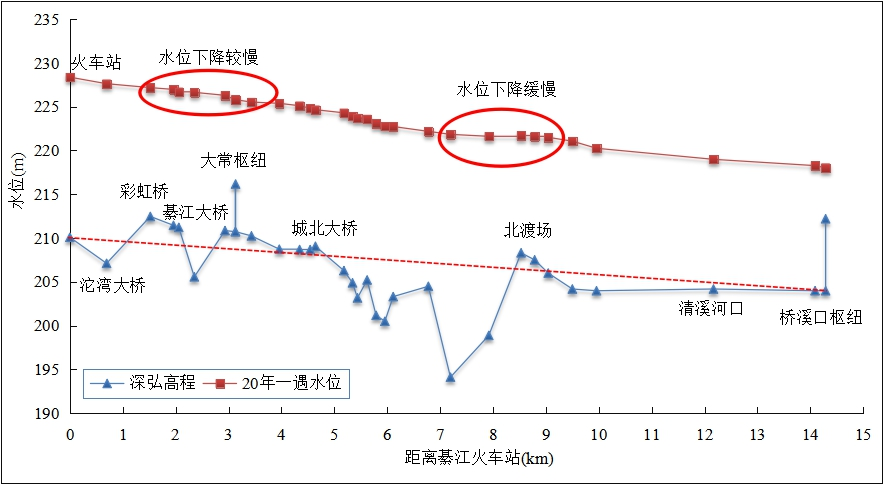 235
230
225
220
215
210
205
200
195
190
水位(m)
火车站
水位下降较慢
水位下降缓慢
大常枢纽
彩虹桥
綦江大桥
城北大桥
北渡场
沱湾大桥
清溪河口
桥溪口枢纽
深弘高程
20年一遇水位
0 1 2 3 4 5 6 7 8 9 10 11 12 13 14 15
距离綦江火车站(km)